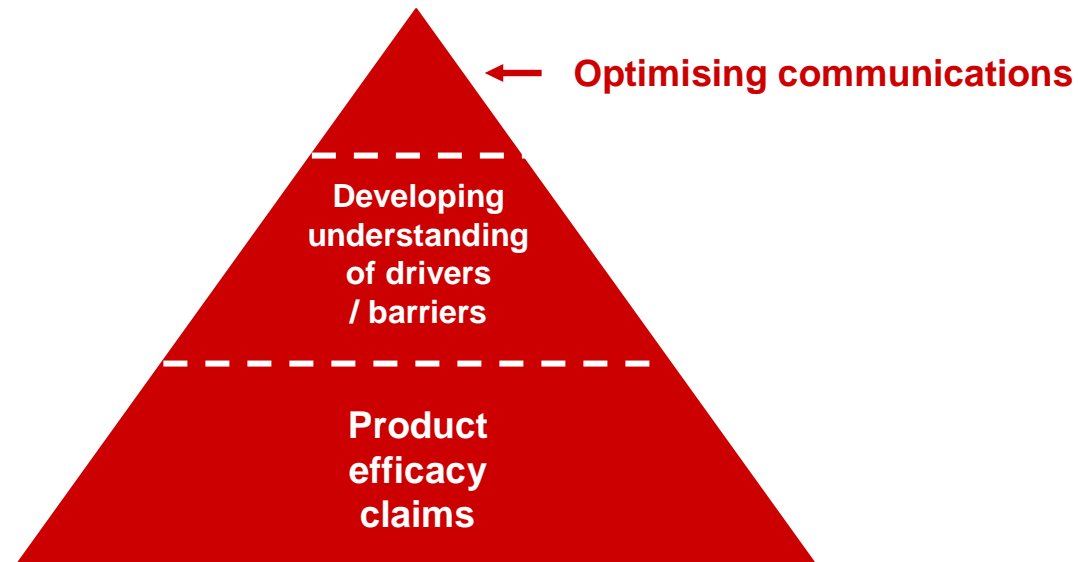 Optimising communications
Developing
understanding
of drivers
/ barriers
Product
efficacy
claims